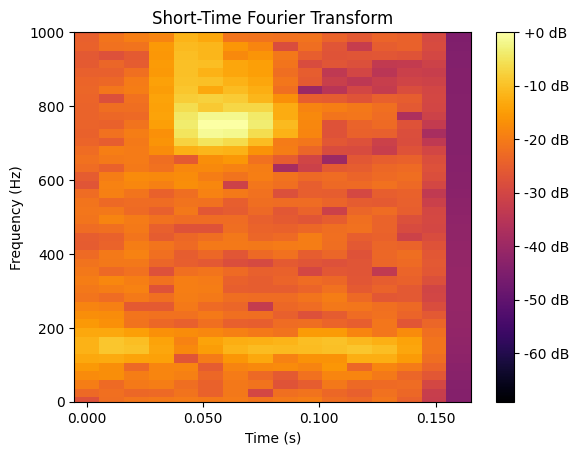 Short-Time Fourier Transform
1000
800
600
400
200
0
Frequency (Hz)
0.000
0.050
0.100
0.150
Time (s)
+0 dB
-10 dB
-20 dB
-30 dB
-40 dB
-50 dB
-60 dB